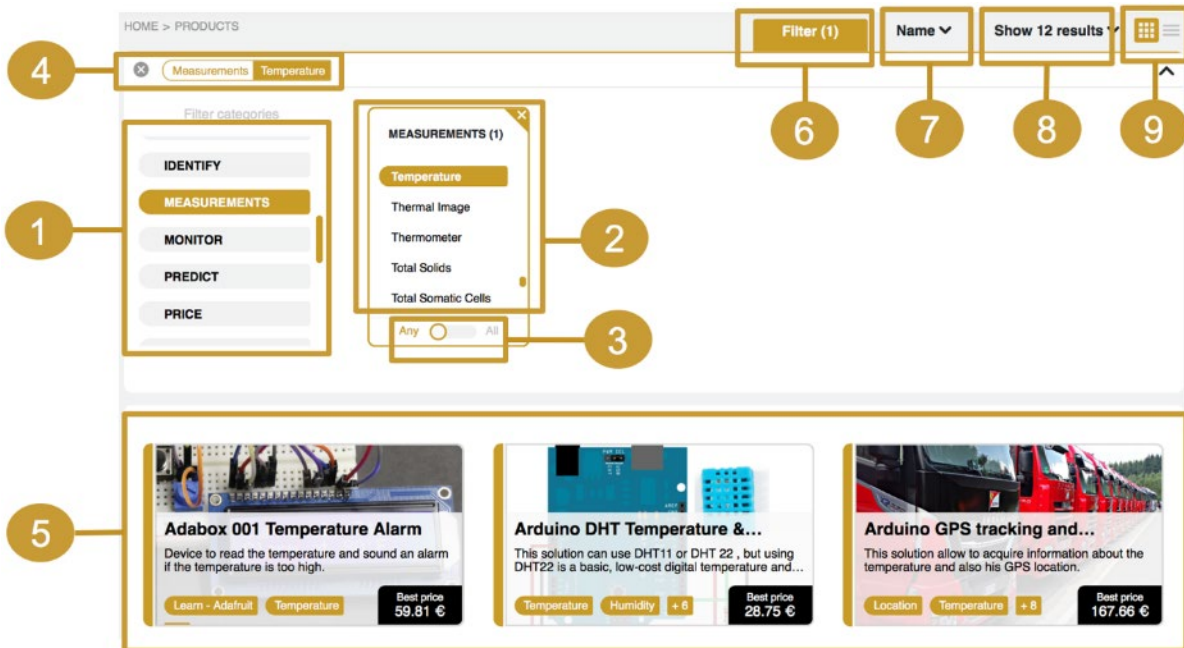 HOME > PRODUCTS
Filter (1)
Name
Show 12 results
4
Measurements Temperature
6
7
8
9
Filter categories
1
IDENTIFY
MEASUREMENTS
MONITOR
PREDICT
PRICE
MEASUREMENTS (1)
Temperature
Thermal Image
Thermometer
Total Solids
Total Somatic Cells
2
Any All
3
5
Adabox 001 Temperature Alarm
Device to read the temperature and sound an alarm
if the temperature is too high.
Learn - Adafruit Temperature
Best price
59.81 €
Arduino DHT Temperature &...
This solution can use DHT11 or DHT 22 , but using
DHT22 is a basic, low-cost digital temperature and...
Temperature Humidity + 6
Best price
28.75 €
Arduino GPS tracking and...
This solution allow to acquire information about the
temperature and also his GPS location.
Location Temperature + 8
Best price
167.66 €